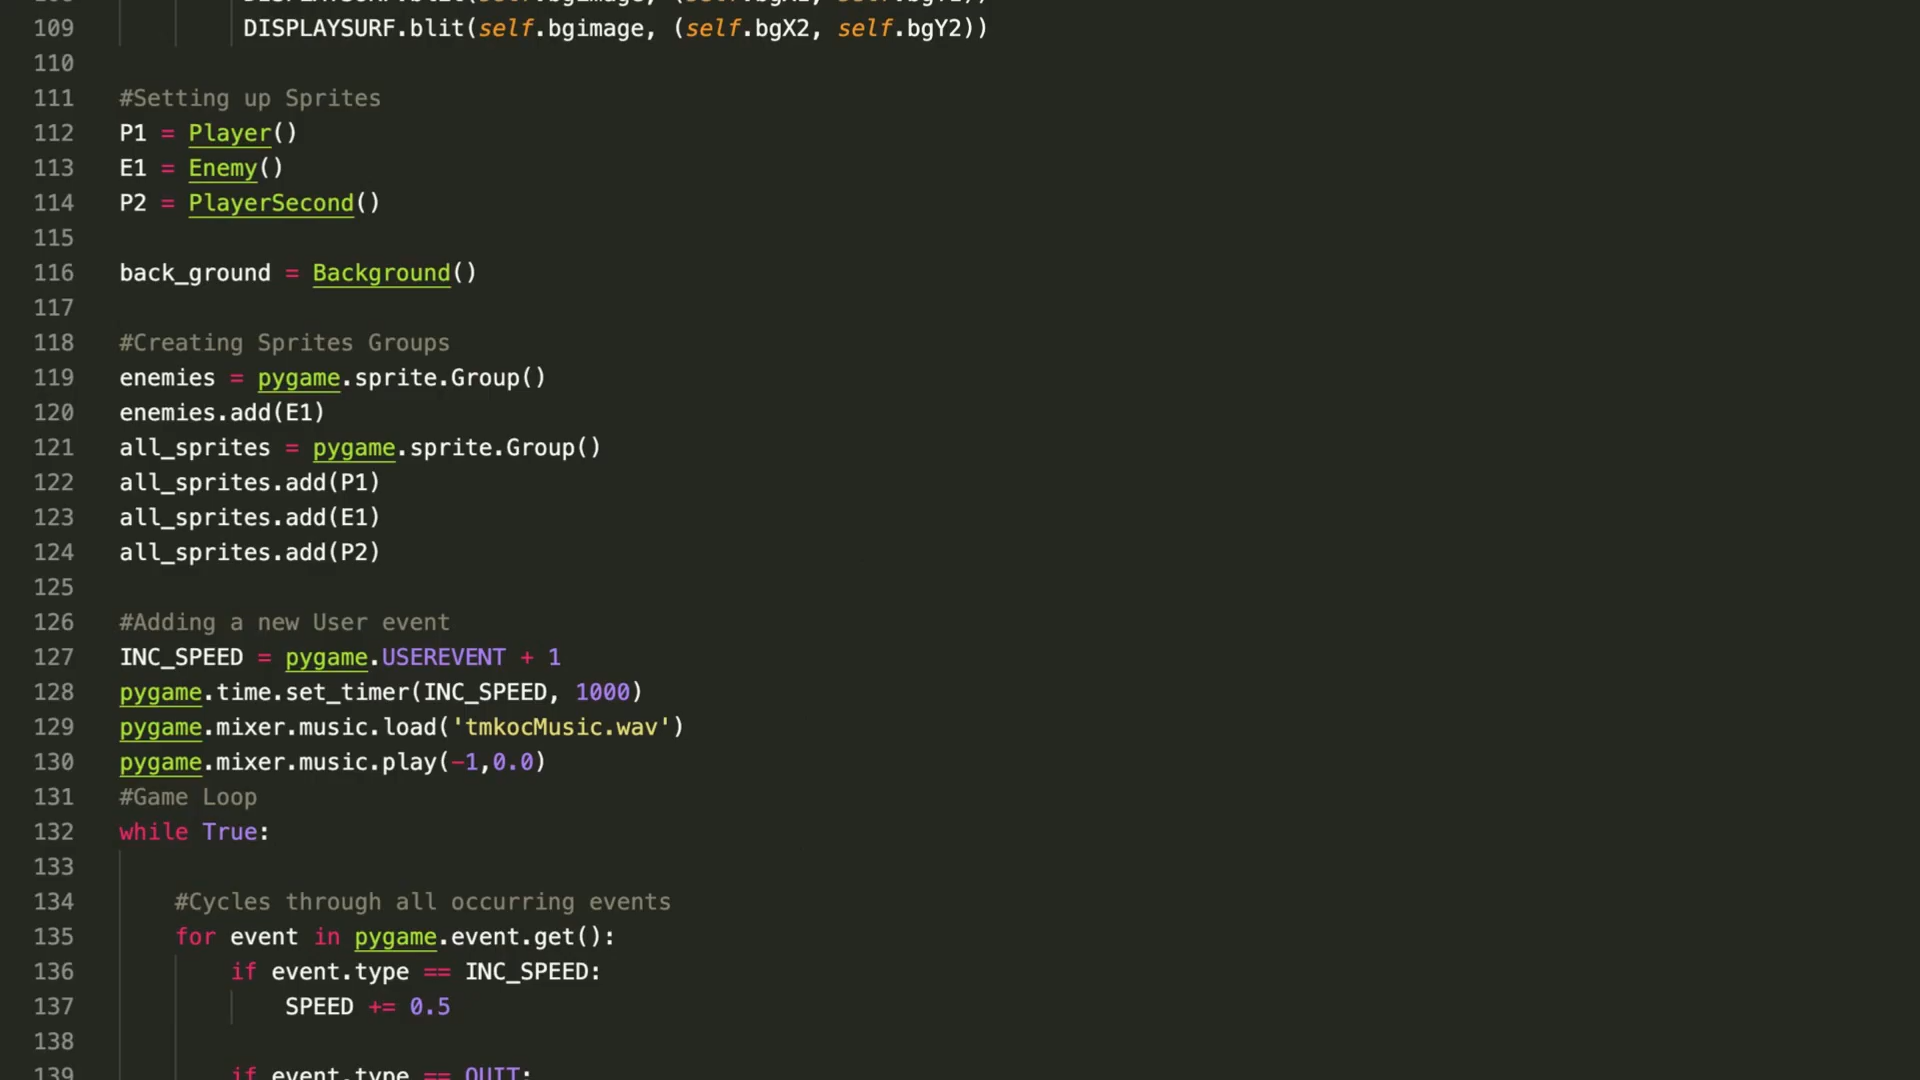 109 DISPLAYSURF.blit(self.bgimage, (self.bgX2, self.bgY2))
110
111 #Setting up Sprites
112 P1 = Player()
113 E1 = Enemy()
114 P2 = PlayerSecond()
115
116 back_ground = Background()
117
118 #Creating Sprites Groups
119 enemies = pygame.sprite.Group()
120 enemies.add(E1)
121 all_sprites = pygame.sprite.Group()
122 all_sprites.add(P1)
123 all_sprites.add(E1)
124 all_sprites.add(P2)
125
126 #Adding a new User event
127 INC_SPEED = pygame.USEREVENT + 1
128 pygame.time.set_timer(INC_SPEED, 1000)
129 pygame.mixer.music.load('tmkocMusic.wav')
130 pygame.mixer.music.play(-1,0.0)
131 #Game Loop
132 while True:
133
134 #Cycles through all occurring events
135 for event in pygame.event.get():
136 if event.type == INC_SPEED:
137 SPEED += 0.5
138
139 if event.type == QUIT: